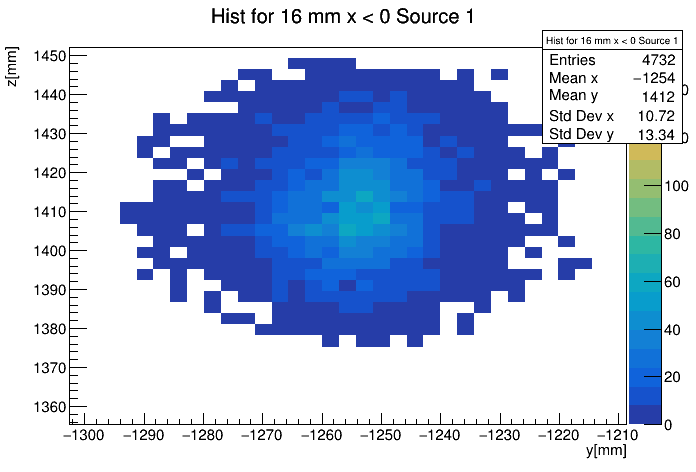 Hist for 16 mm x < 0 Source 1
Hist for 16 mm x < 0 Source 1
Entries 4732
Mean x −1254
Mean y 1412
Std Dev x 10.72
Std Dev y 13.34
z[mm]
1450
1440
1430
1420
1410
1400
1390
1380
1370
1360
−1300 −1290 −1280 −1270 −1260 −1250 −1240 −1230 −1220 −1210
y[mm]
100
80
60
40
20
0